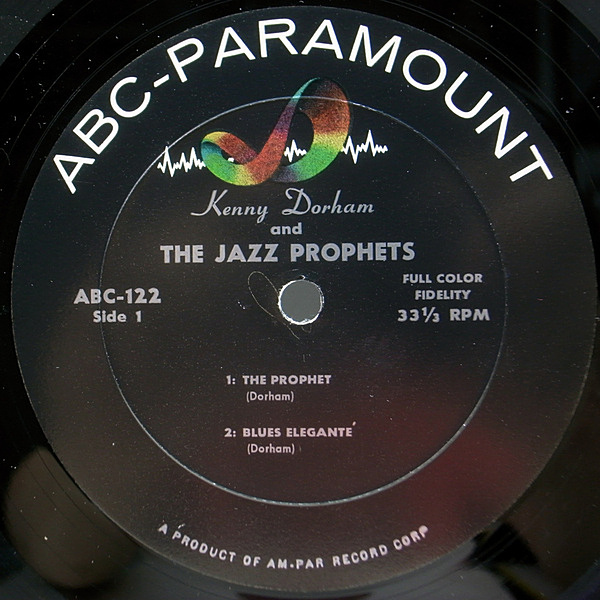 ABC-PARAMOUNT
Kenny Dorham
and
THE JAZZ PROPHETS
ABC-122
Side 1
FULL COLOR
FIDELITY
33⅓ RPM
1: THE PROPHET
(Dorham)
2: BLUES ELEGANTE´
(Dorham)
A PRODUCT OF AM-PAR RECORD CORP